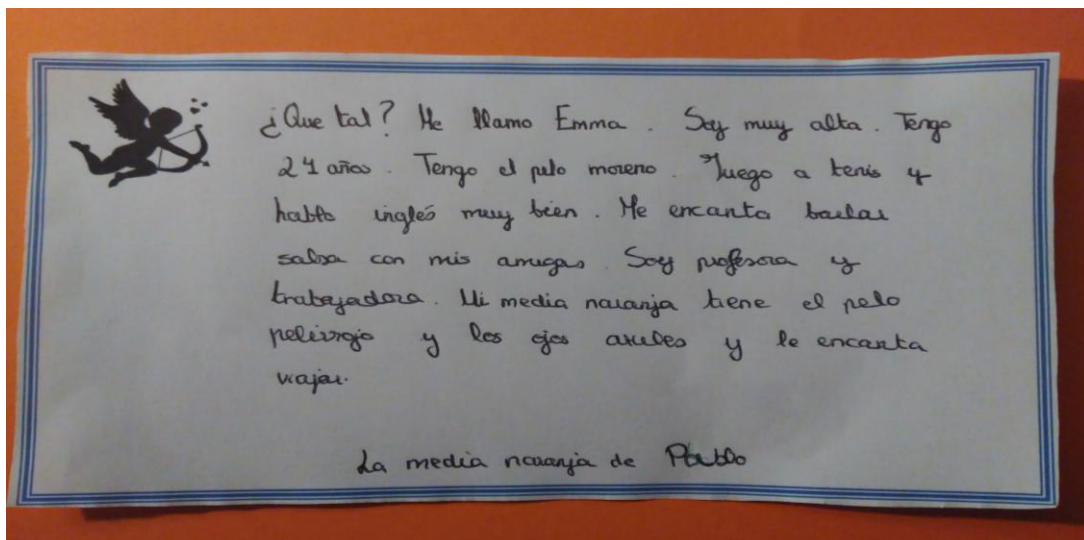 ¿Que tal? Me llamo Emma. Soy muy alta. Tengo
21 años. Tengo el pelo moreno. Juego a tenis y
hablo inglés muy bien. Me encanta bailar
salsa con mis amigas. Soy profesora y
trabajadora. Mi media naranja tiene el pelo
pelirrojo y los ojos azules y le encanta
viajar.
La media naranja de Pablo